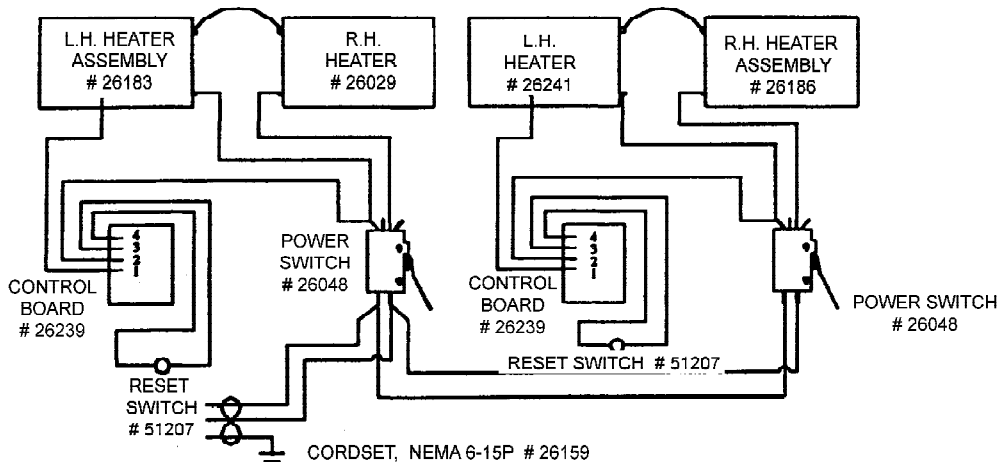 L.H. HEATER
ASSEMBLY
# 26183
R.H.
HEATER
# 26029
L.H.
HEATER
# 26241
R.H. HEATER
ASSEMBLY
# 26186
4
3
2
1
CONTROL
BOARD
# 26239
POWER
SWITCH
# 26048
4
3
2
1
CONTROL
BOARD
# 26239
POWER SWITCH
# 26048
RESET
SWITCH
# 51207
RESET SWITCH # 51207
CORDSET, NEMA 6-15P # 26159